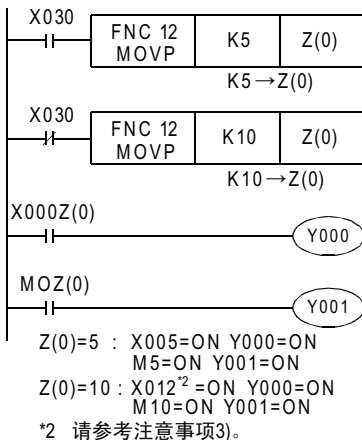 X030
FNC 12 MOVP K5 Z(0)
K5→Z(0)
X030
FNC 12 MOVP K10 Z(0)
K10→Z(0)
X000Z(0)
Y000
MOZ(0)
Y001
Z(0)=5 : X005=ON Y000=ON
M5=ON Y001=ON
Z(0)=10 : X012*2 =ON Y000=ON
M10=ON Y001=ON
*2 请参考注意事项3)。